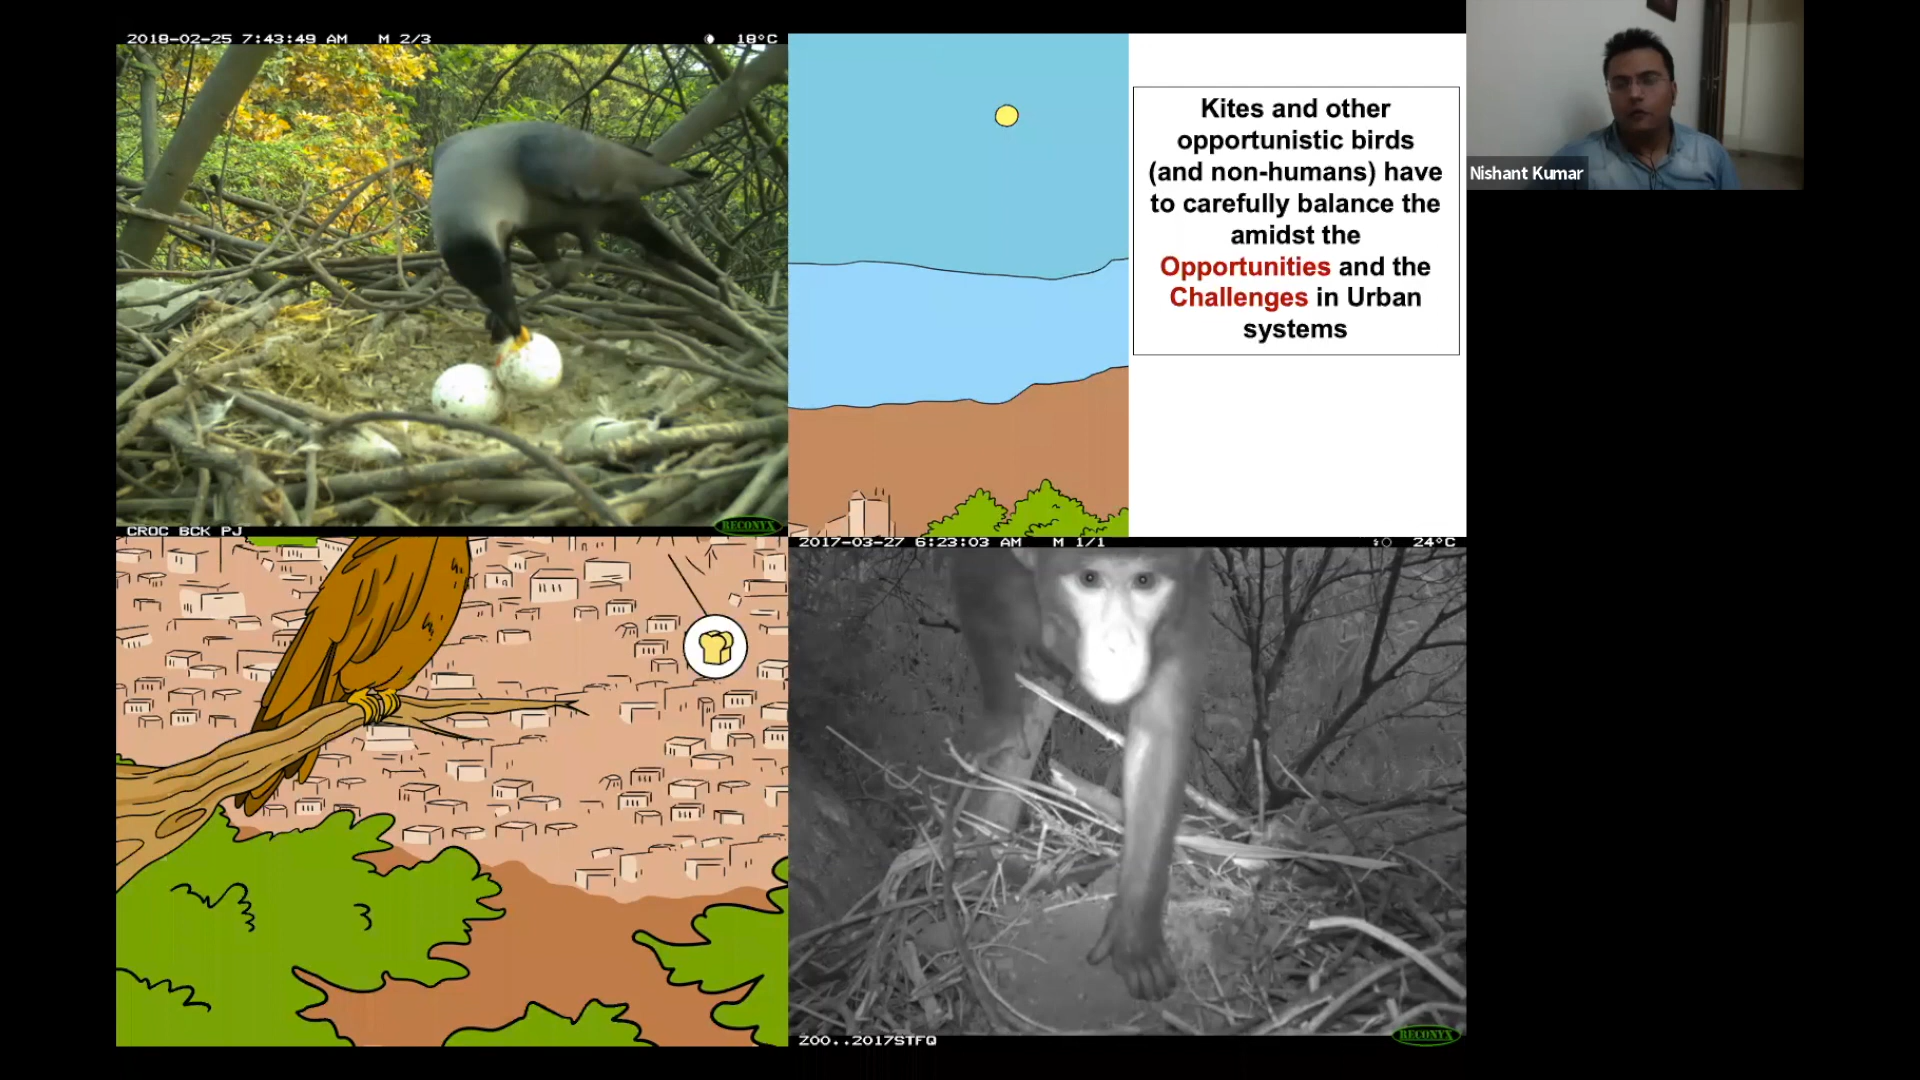 2018-02-25 7:43:49 AM M 2/3 18°C
Kites and other
opportunistic birds
(and non-humans) have
to carefully balance the
amidst the
Opportunities and the
Challenges in Urban
systems
Nishant Kumar
CROC BCK PJ RECONYX
2017-03-27 6:23:03 AM M 1/1 24°C
ZOO..2017STFQ RECONYX